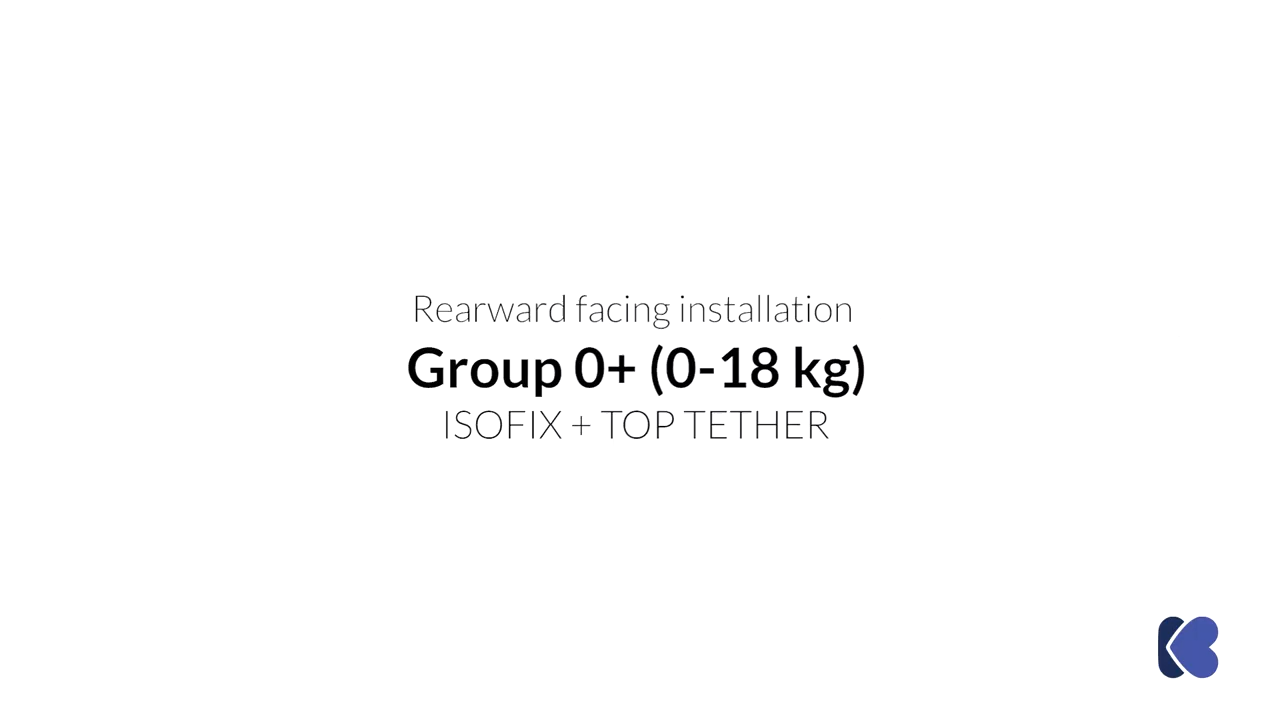 Rearward facing installation
Group 0+ (0-18 kg)
ISOFIX + TOP TETHER